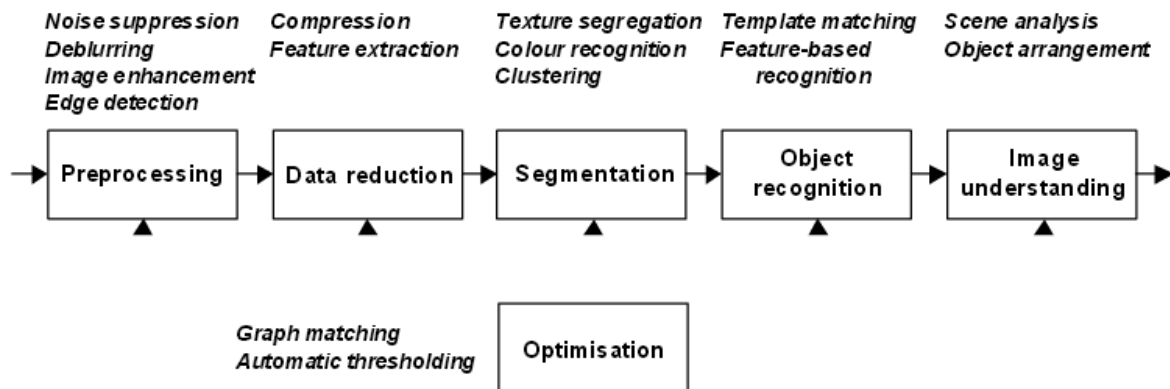 Noise suppression
Deblurring
Image enhancement
Edge detection
Compression
Feature extraction
Texture segregation
Colour recognition
Clustering
Template matching
Feature-based
recognition
Scene analysis
Object arrangement
Preprocessing
Data reduction
Segmentation
Object
recognition
Image
understanding
Graph matching
Automatic thresholding
Optimisation